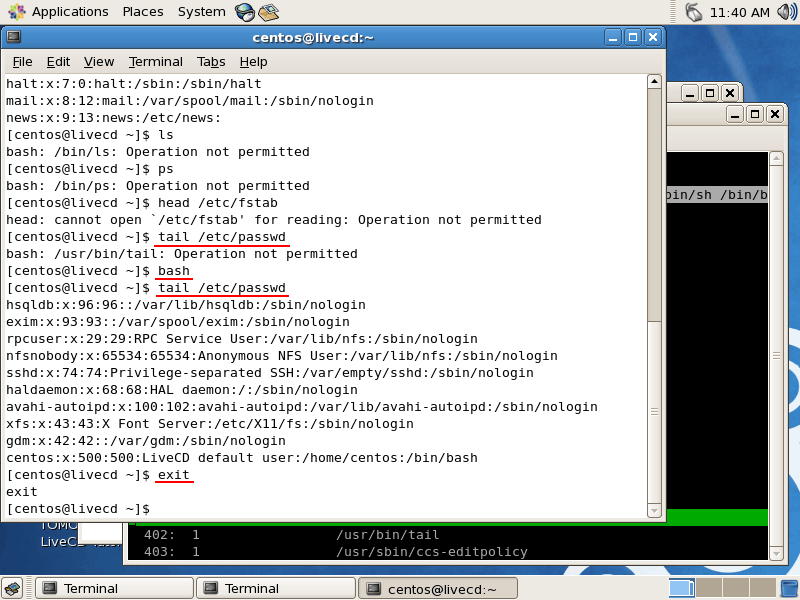 Applications Places System 11:40 AM
centos@livecd:~
File Edit View Terminal Tabs Help
halt:x:7:0:halt:/sbin:/sbin/halt
mail:x:8:12:mail:/var/spool/mail:/sbin/nologin
news:x:9:13:news:/etc/news:
[centos@livecd ~]$ ls
bash: /bin/ls: Operation not permitted
[centos@livecd ~]$ ps
bash: /bin/ps: Operation not permitted
[centos@livecd ~]$ head /etc/fstab
head: cannot open `/etc/fstab' for reading: Operation not permitted
[centos@livecd ~]$ tail /etc/passwd
bash: /usr/bin/tail: Operation not permitted
[centos@livecd ~]$ bash
[centos@livecd ~]$ tail /etc/passwd
hsqldb:x:96:96::/var/lib/hsqldb:/sbin/nologin
exim:x:93:93::/var/spool/exim:/sbin/nologin
rpcuser:x:29:29:RPC Service User:/var/lib/nfs:/sbin/nologin
nfsnobody:x:65534:65534:Anonymous NFS User:/var/lib/nfs:/sbin/nologin
sshd:x:74:74:Privilege-separated SSH:/var/empty/sshd:/sbin/nologin
haldaemon:x:68:68:HAL daemon:/:/sbin/nologin
avahi-autoipd:x:100:102:avahi-autoipd:/var/lib/avahi-autoipd:/sbin/nologin
xfs:x:43:43:X Font Server:/etc/X11/fs:/sbin/nologin
gdm:x:42:42::/var/gdm:/sbin/nologin
centos:x:500:500:LiveCD default user:/home/centos:/bin/bash
[centos@livecd ~]$ exit
exit
[centos@livecd ~]$
bin/sh /bin/b
402: 1 /usr/bin/tail
403: 1 /usr/sbin/ccs-editpolicy
TOMO
LiveC
Terminal Terminal centos@livecd:~